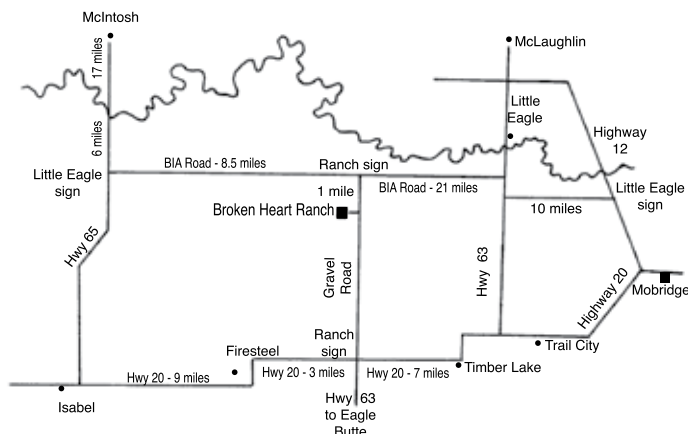 McIntosh
17 miles
McLaughlin
Little
Eagle
Highway
12
6 miles
BIA Road - 8.5 miles
Ranch sign
Little Eagle
sign
1 mile
BIA Road - 21 miles
Little Eagle
sign
Broken Heart Ranch
10 miles
Hwy 65
Gravel
Road
Hwy 63
Highway 20
Mobridge
Ranch
sign
Firesteel
Trail City
Hwy 20 - 9 miles
Hwy 20 - 3 miles
Hwy 20 - 7 miles
Timber Lake
Isabel
Hwy 63
to Eagle
Butte